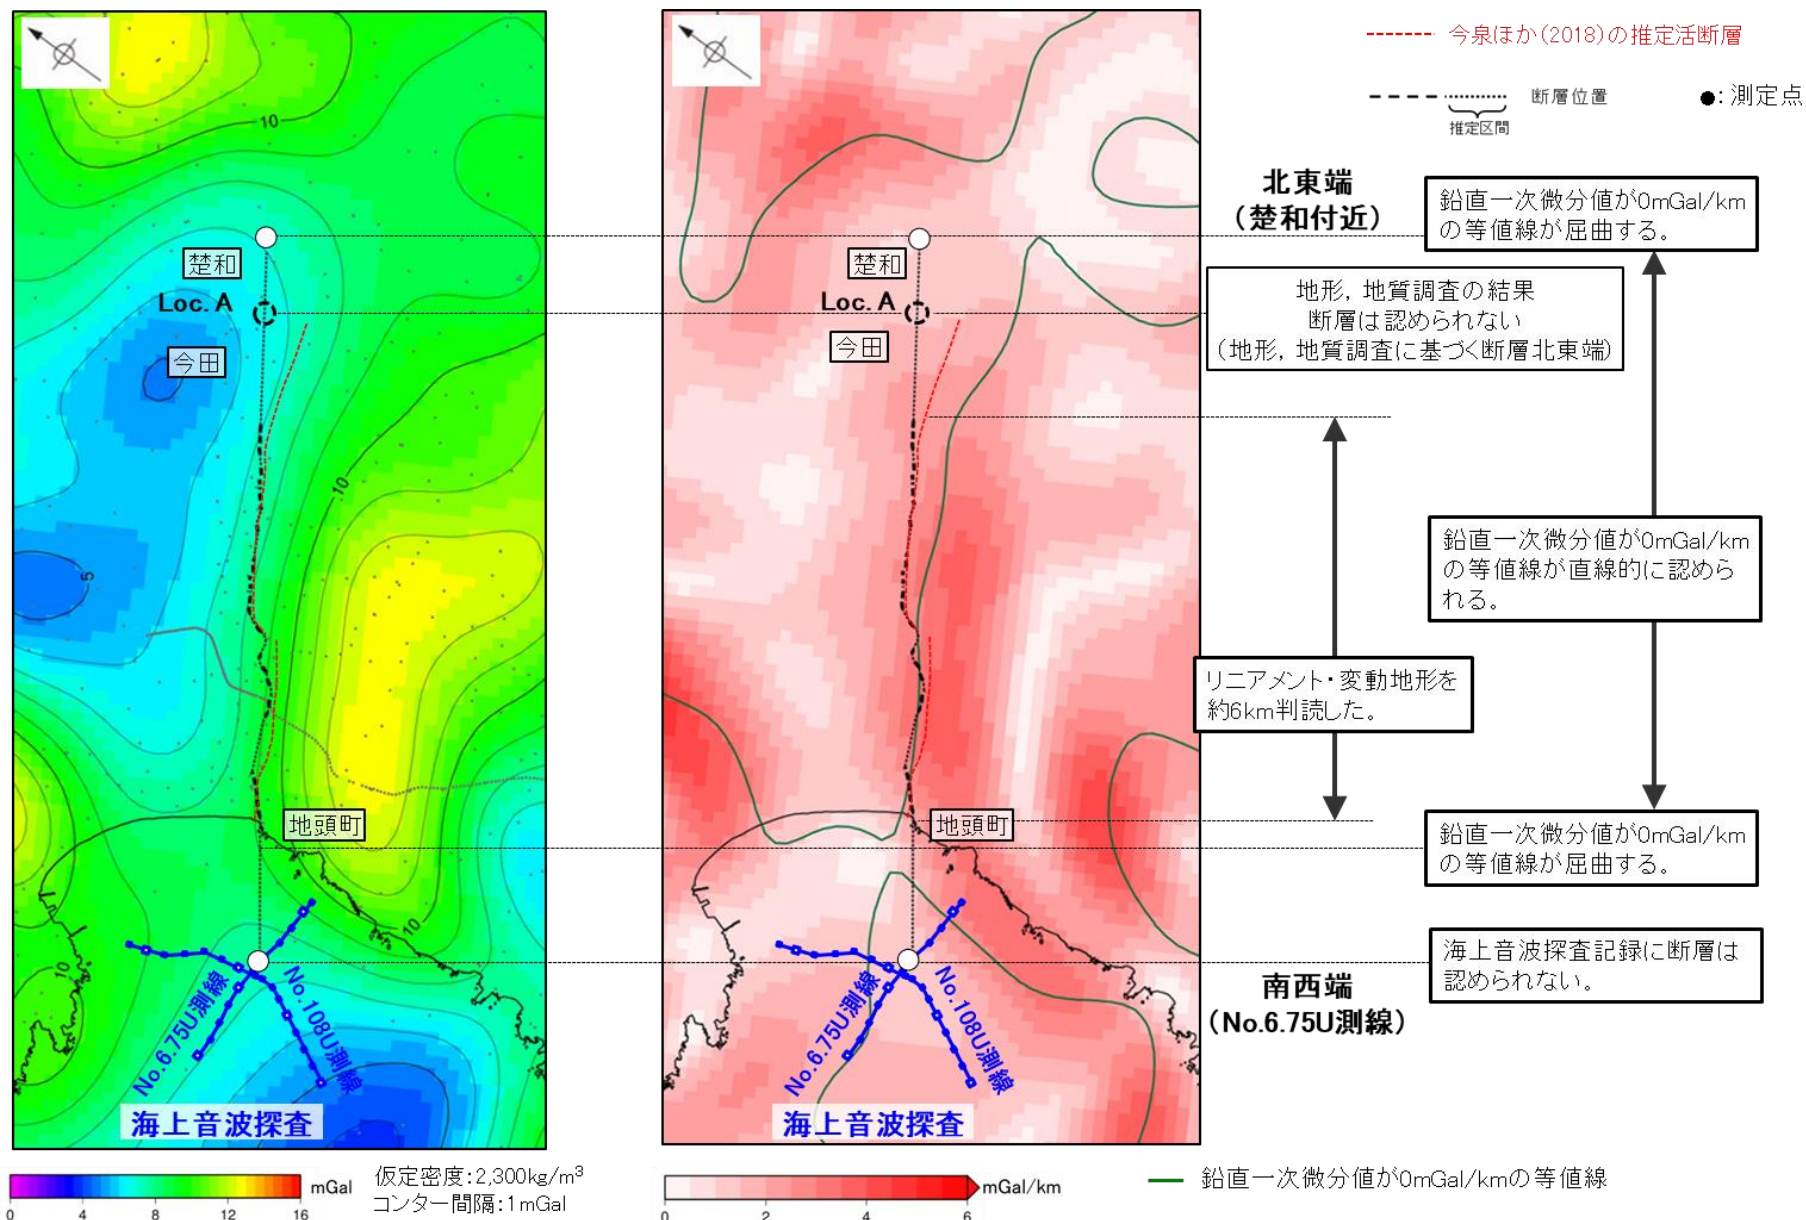 今泉ほか(2018)の推定活断層
断層位置
推定区間
●：測定点
10
楚和
Loc. A
今田
10
5
地頭町
10
10
No.6.75U測線
No.108U測線
海上音波探査
楚和
Loc. A
今田
地頭町
No.6.75U測線
No.108U測線
海上音波探査
北東端
(楚和付近)
鉛直一次微分値が0mGal/km
の等値線が屈曲する。
地形，地質調査の結果
断層は認められない
(地形，地質調査に基づく断層北東端)
鉛直一次微分値が0mGal/km
の等値線が直線的に認めら
れる。
リニアメント・変動地形を
約6km判読した。
鉛直一次微分値が0mGal/km
の等値線が屈曲する。
海上音波探査記録に断層は
認められない。
南西端
(No.6.75U測線)
mGal
0 4 8 12 16
仮定密度：2,300kg/m³
コンター間隔：1mGal
mGal/km
0 2 4 6
鉛直一次微分値が0mGal/kmの等値線